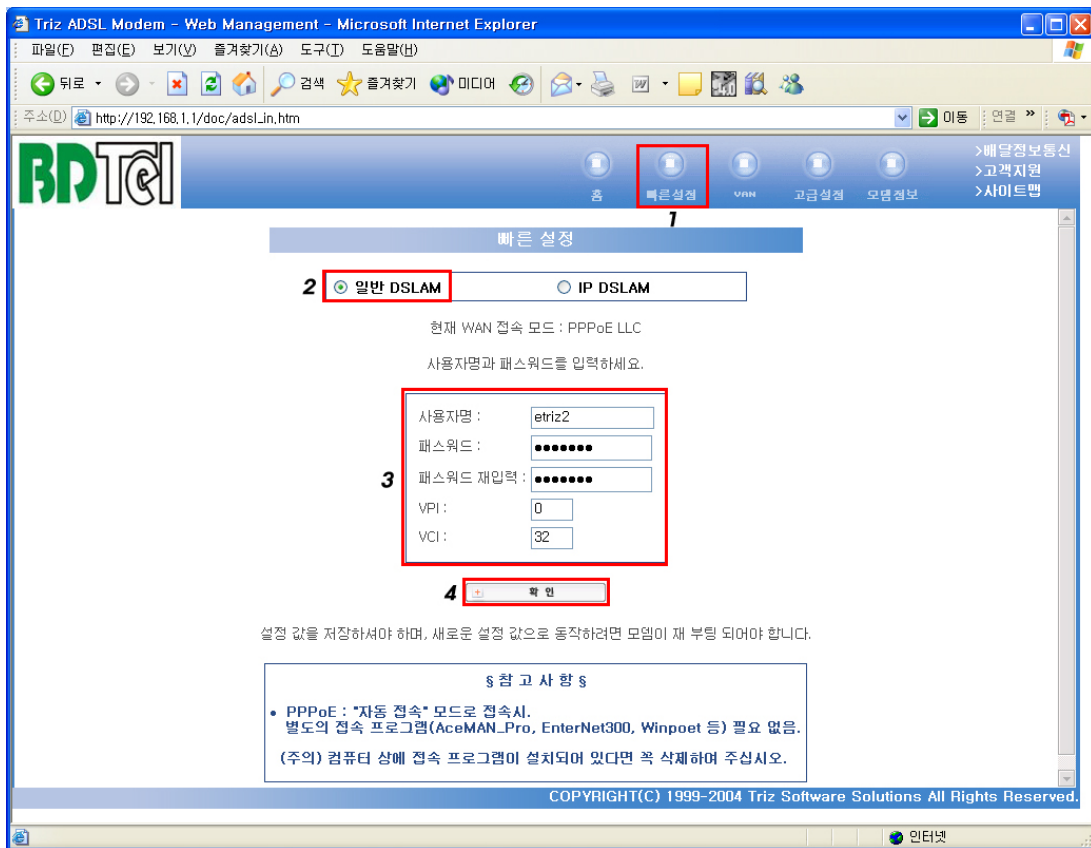 Triz ADSL Modem - Web Management - Microsoft Internet Explorer
파일(F) 편집(E) 보기(V) 즐겨찾기(A) 도구(T) 도움말(H)
뒤로 검색 즐겨찾기 미디어
주소(D) http://192.168.1.1/doc/adsl_in.htm 이동 연결 »
BDTel
홈 빠른설정 VAN 고급설정 모뎀정보
>배달정보통신
>고객지원
>사이트맵
1
빠른 설정
2 일반 DSLAM IP DSLAM
현재 WAN 접속 모드 : PPPoE LLC
사용자명과 패스워드를 입력하세요.
사용자명 : etriz2
패스워드 : ●●●●●●●
3 패스워드 재입력 : ●●●●●●●
VPI : 0
VCI : 32
4 확 인
설정 값을 저장하셔야 하며, 새로운 설정 값으로 동작하려면 모뎀이 재 부팅 되어야 합니다.
§ 참 고 사 항 §
• PPPoE : "자동 접속" 모드로 접속시.
별도의 접속 프로그램(AceMAN_Pro, EnterNet300, Winpoet 등) 필요 없음.
(주의) 컴퓨터 상에 접속 프로그램이 설치되어 있다면 꼭 삭제하여 주십시오.
COPYRIGHT(C) 1999-2004 Triz Software Solutions All Rights Reserved.
인터넷